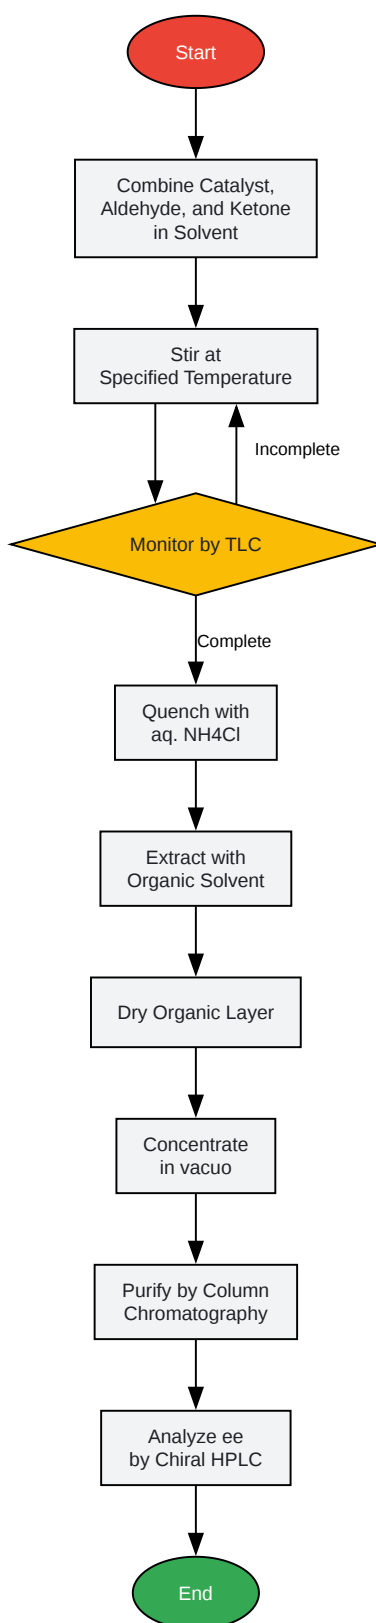 Start
Combine Catalyst,
Aldehyde, and Ketone
in Solvent
Stir at
Specified Temperature
Incomplete
Monitor by TLC
Complete
Quench with
aq. NH4Cl
Extract with
Organic Solvent
Dry Organic Layer
Concentrate
in vacuo
Purify by Column
Chromatography
Analyze ee
by Chiral HPLC
End